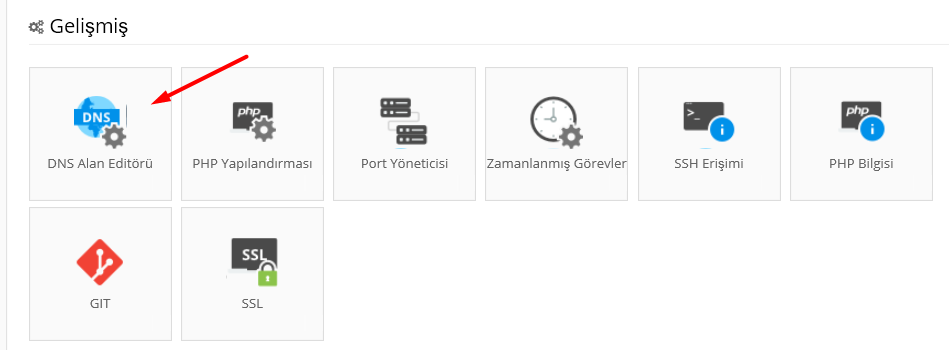 Gelişmiş
DNS
php
>_
i
php
i
DNS Alan Editörü
PHP Yapılandırması
Port Yöneticisi
Zamanlanmış Görevler
SSH Erişimi
PHP Bilgisi
SSL
GIT
SSL